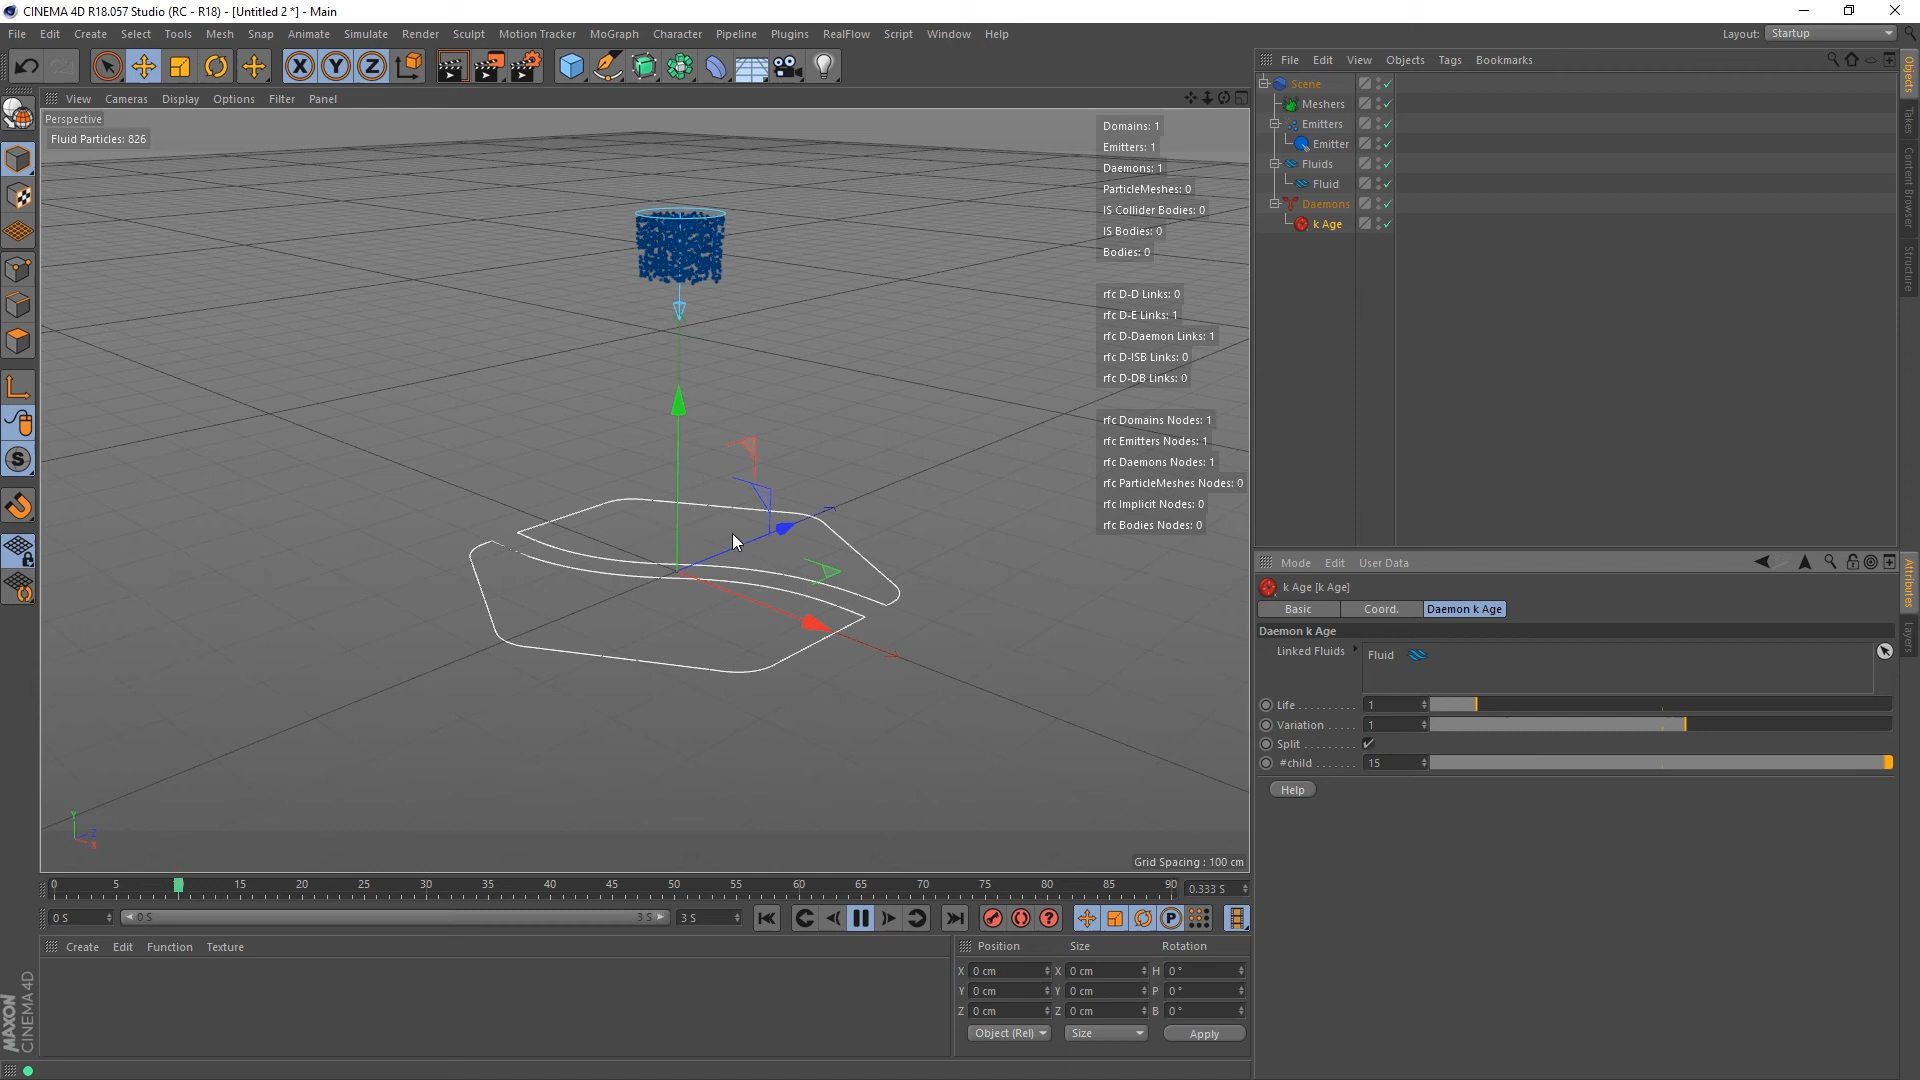 CINEMA 4D R18.057 Studio (RC - R18) - [Untitled 2 *] - Main
File Edit Create Select Tools Mesh Snap Animate Simulate Render Sculpt Motion Tracker MoGraph Character Pipeline Plugins RealFlow Script Window Help
Layout: Startup
X Y Z
View Cameras Display Options Filter Panel
Perspective
Fluid Particles: 826
Domains: 1
Emitters: 1
Daemons: 1
ParticleMeshes: 0
IS Collider Bodies: 0
IS Bodies: 0
Bodies: 0
rfc D-D Links: 0
rfc D-E Links: 1
rfc D-Daemon Links: 1
rfc D-ISB Links: 0
rfc D-DB Links: 0
rfc Domains Nodes: 1
rfc Emitters Nodes: 1
rfc Daemons Nodes: 1
rfc ParticleMeshes Nodes: 0
rfc Implicit Nodes: 0
rfc Bodies Nodes: 0
S
Y
Z
X
Grid Spacing : 100 cm
File Edit View Objects Tags Bookmarks
Scene
Meshers
Emitters
Emitter
Fluids
Fluid
Daemons
k Age
Objects
Takes
Content Browser
Structure
Mode Edit User Data
k Age [k Age]
Basic Coord. Daemon k Age
Daemon k Age
Linked Fluids Fluid
Life . . . . . . . . . 1
Variation . . . . . 1
Split . . . . . . . . .
#child . . . . . . . 15
Help
Attributes
Layers
0 5 15 20 25 30 35 40 45 50 55 60 65 70 75 80 85 90 0.333 S
0 S 0 S 3 S 3 S
P
Create Edit Function Texture
Position Size Rotation
X 0 cm X 0 cm H 0 °
Y 0 cm Y 0 cm P 0 °
Z 0 cm Z 0 cm B 0 °
Object (Rel) Size Apply
MAXON
CINEMA 4D